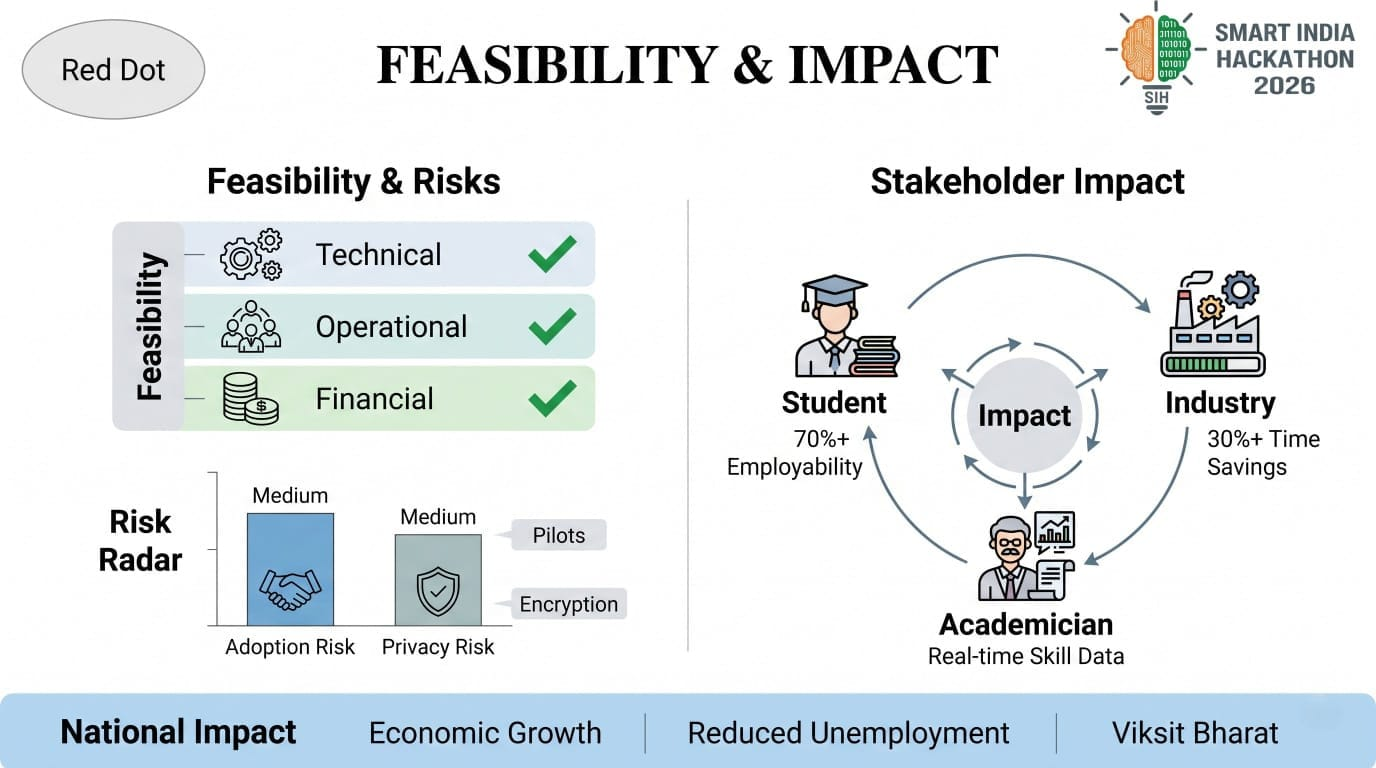 Red Dot
FEASIBILITY & IMPACT
SMART INDIA
HACKATHON
2026
SIH
Feasibility & Risks
Feasibility
Technical
Operational
$
Financial
Risk
Radar
Medium
Medium
Pilots
Encryption
Adoption Risk
Privacy Risk
Stakeholder Impact
Student
70%+
Employability
Impact
Industry
30%+ Time
Savings
Academician
Real-time Skill Data
National Impact
Economic Growth
Reduced Unemployment
Viksit Bharat